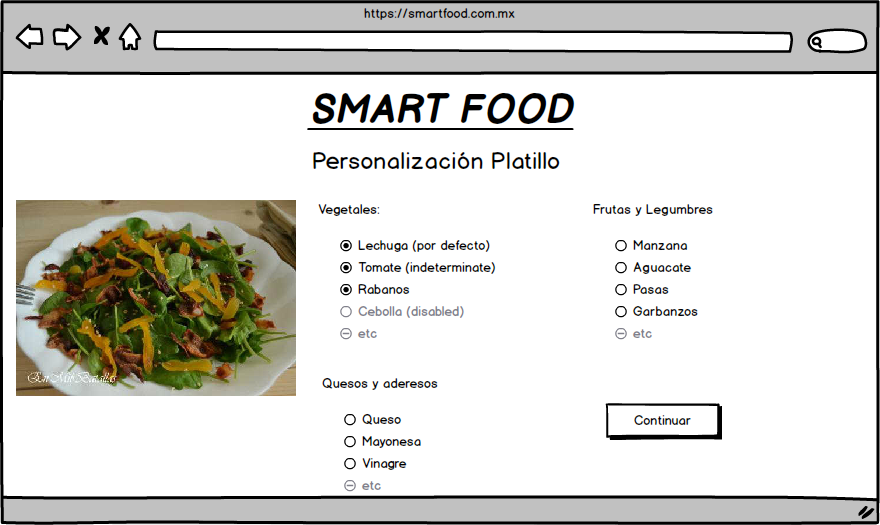 https://smartfood.com.mx
SMART FOOD
Personalización Platillo
Vegetales:
Lechuga (por defecto)
Tomate (indeterminate)
Rabanos
Cebolla (disabled)
etc
Frutas y Legumbres
Manzana
Aguacate
Pasas
Garbanzos
etc
Quesos y aderesos
Queso
Mayonesa
Vinagre
etc
Continuar
En Mil Batallas